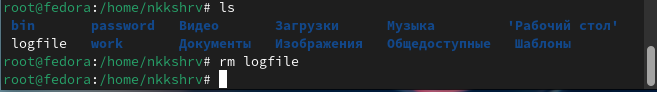 root@fedora:/home/nkkshrv# ls
bin password Видео Загрузки Музыка 'Рабочий стол'
logfile work Документы Изображения Общедоступные Шаблоны
root@fedora:/home/nkkshrv# rm logfile
root@fedora:/home/nkkshrv#